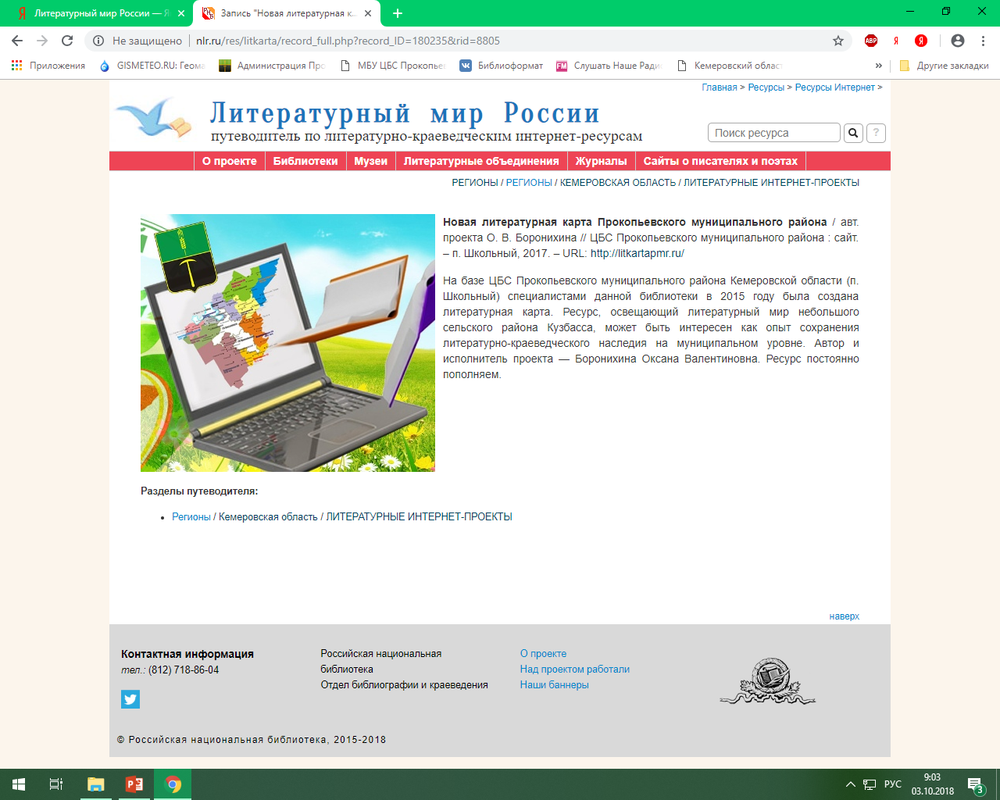 Литературный мир России — Я
Запись "Новая литературная к...
Не защищено
nlr.ru/res/litkarta/record_full.php?record_ID=180235&rid=8805
ABP
Я
Я
Приложения
GISMETEO.RU: Геома
Администрация Про
МБУ ЦБС Прокопьев
Библиоформат
FM
Слушать Наше Ради
Кемеровский област
»
Другие закладки
Главная > Ресурсы > Ресурсы Интернет >
Литературный мир России
путеводитель по литературно-краеведческим интернет-ресурсам
Поиск ресурса
?
О проекте
Библиотеки
Музеи
Литературные объединения
Журналы
Сайты о писателях и поэтах
РЕГИОНЫ / РЕГИОНЫ / КЕМЕРОВСКАЯ ОБЛАСТЬ / ЛИТЕРАТУРНЫЕ ИНТЕРНЕТ-ПРОЕКТЫ
Новая литературная карта Прокопьевского муниципального района / авт.
проекта О. В. Боронихина // ЦБС Прокопьевского муниципального района : сайт.
– п. Школьный, 2017. – URL: http://litkartapmr.ru/
На базе ЦБС Прокопьевского муниципального района Кемеровской области (п.
Школьный) специалистами данной библиотеки в 2015 году была создана
литературная карта. Ресурс, освещающий литературный мир небольшого
сельского района Кузбасса, может быть интересен как опыт сохранения
литературно-краеведческого наследия на муниципальном уровне. Автор и
исполнитель проекта — Боронихина Оксана Валентиновна. Ресурс постоянно
пополняем.
Разделы путеводителя:
Регионы / Кемеровская область / ЛИТЕРАТУРНЫЕ ИНТЕРНЕТ-ПРОЕКТЫ
наверх
Контактная информация
тел.: (812) 718-86-04
Российская национальная
библиотека
Отдел библиографии и краеведения
О проекте
Над проектом работали
Наши баннеры
© Российская национальная библиотека, 2015-2018
РУС
9:03
03.10.2018
3